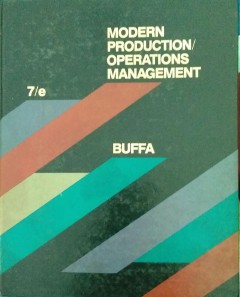 MODERN
PRODUCTION/
OPERATIONS
MANAGEMENT
7/e
BUFFA